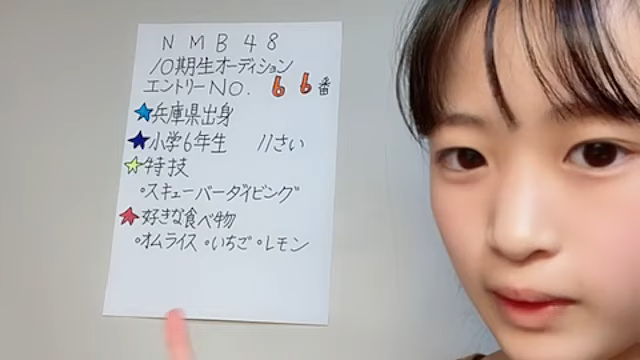 NMB48
10期生オーディション
エントリーNO. 66番
★兵庫県出身
★小学6年生 11さい
★特技
・スキューバーダイビング
★好きな食べ物
・オムライス・いちご・レモン